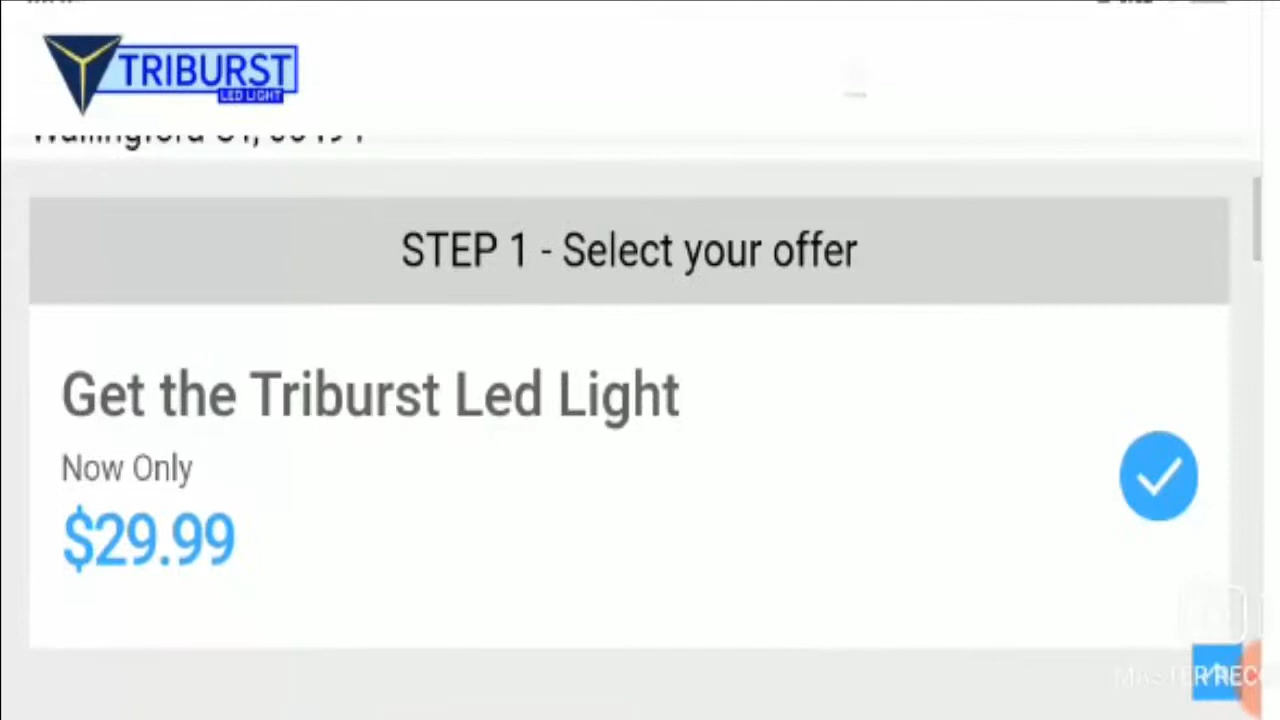 TRIBURST
LED LIGHT
STEP 1 - Select your offer
Get the Triburst Led Light
Now Only
$29.99